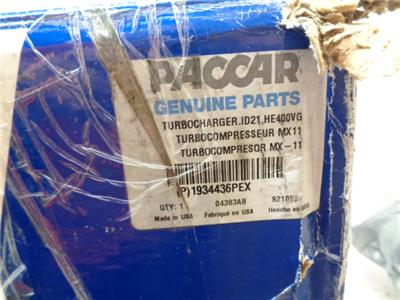 PACCAR
GENUINE PARTS
TURBOCHARGER.ID21.HE400VG
TURBOCOMPRESSEUR MX11
TURBOCOMPRESOR MX-11
(P)1934436PEX
QTY: 1 04383AB
Made in USA Fabriqué en USA Hencho en